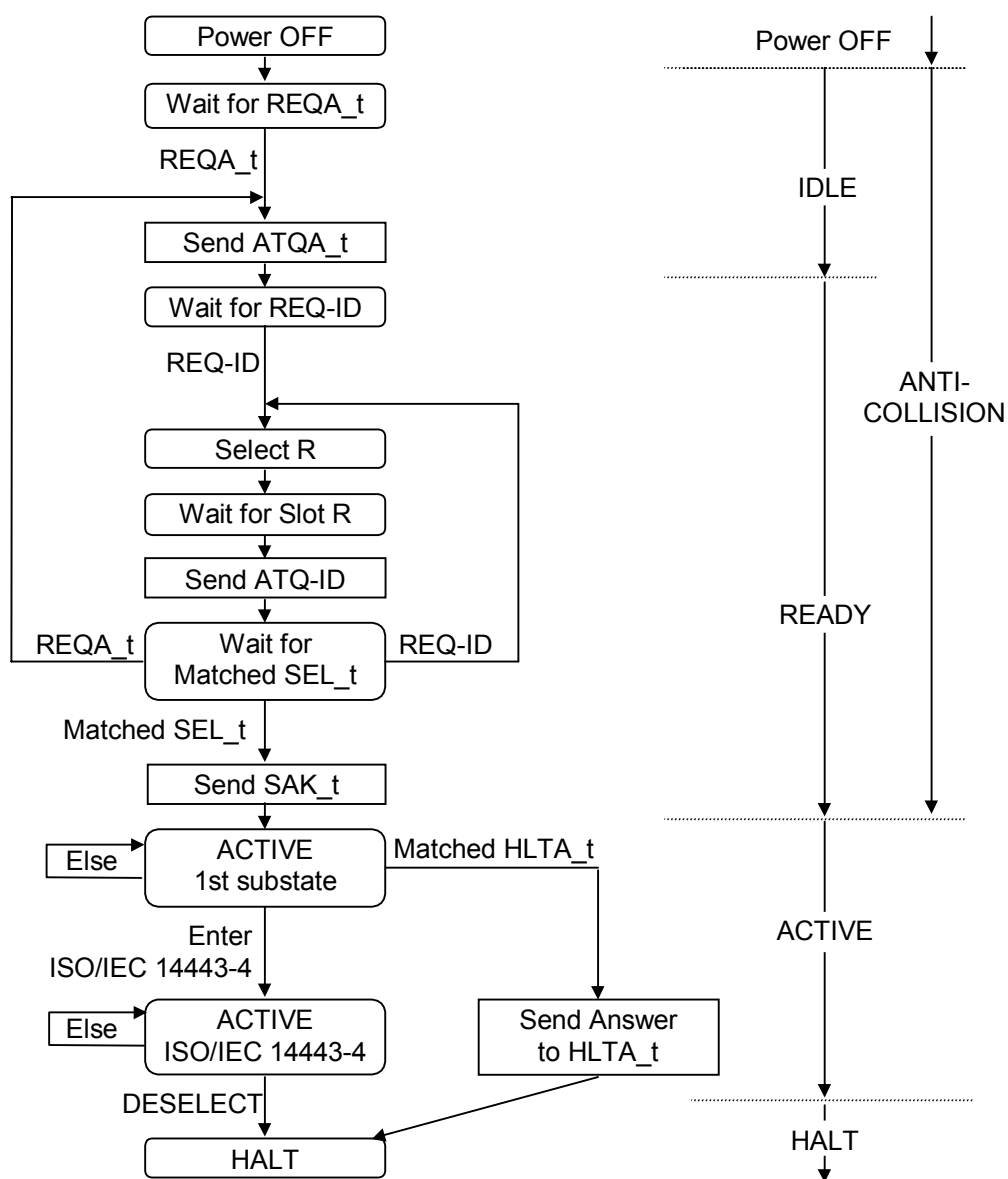 Power OFF
Wait for REQA_t
REQA_t
Send ATQA_t
Wait for REQ-ID
REQ-ID
Select R
Wait for Slot R
Send ATQ-ID
REQA_t
Wait for
Matched SEL_t
REQ-ID
Matched SEL_t
Send SAK_t
Else
ACTIVE
1st substate
Matched HLTA_t
Enter
ISO/IEC 14443-4
Else
ACTIVE
ISO/IEC 14443-4
Send Answer
to HLTA_t
DESELECT
HALT
Power OFF
IDLE
ANTI-
COLLISION
READY
ACTIVE
HALT